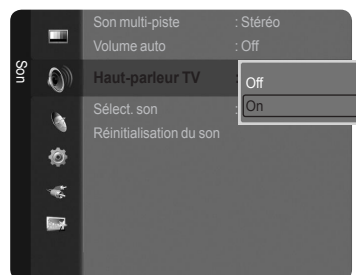 Son
Son multi-piste : Stéréo
Volume auto : Off
Haut-parleur TV :
Off
On
Sélect. son :
Réinitialisation du son